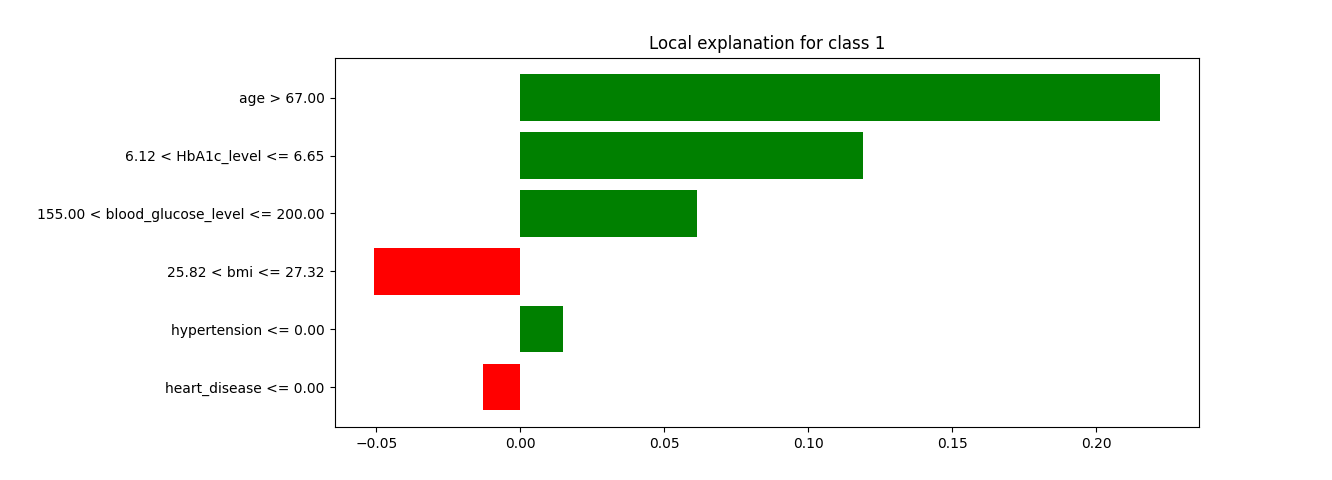 Local explanation for class 1
age > 67.00
6.12 < HbA1c_level <= 6.65
155.00 < blood_glucose_level <= 200.00
25.82 < bmi <= 27.32
hypertension <= 0.00
heart_disease <= 0.00
−0.05 0.00 0.05 0.10 0.15 0.20